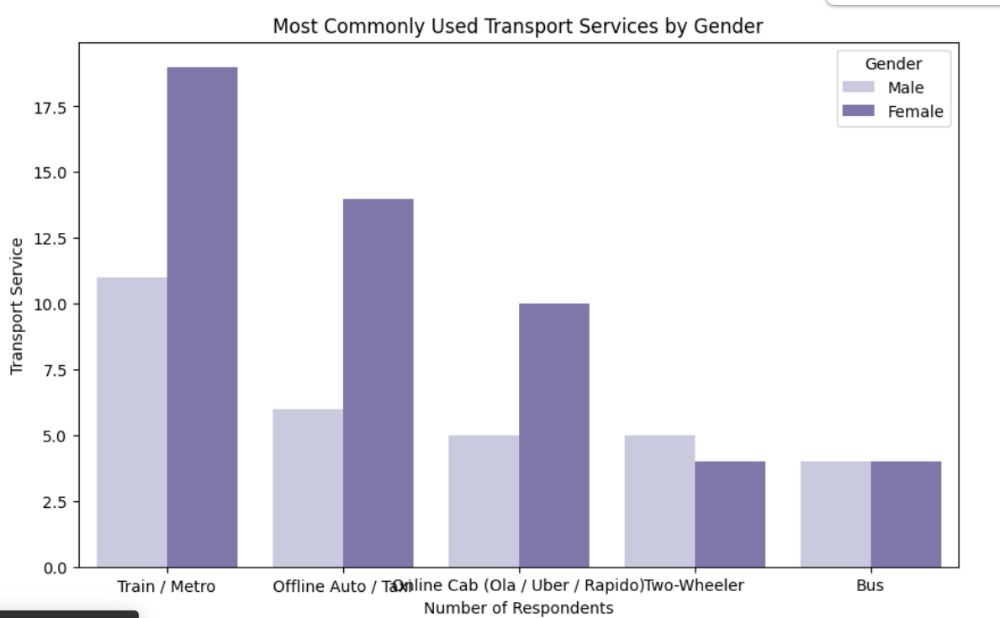 Most Commonly Used Transport Services by Gender
Gender
Male
Female
17.5
15.0
12.5
10.0
7.5
5.0
2.5
0.0
Transport Service
Train / Metro
Offline Auto / Taxi
Online Cab (Ola / Uber / Rapido)
Two-Wheeler
Bus
Number of Respondents